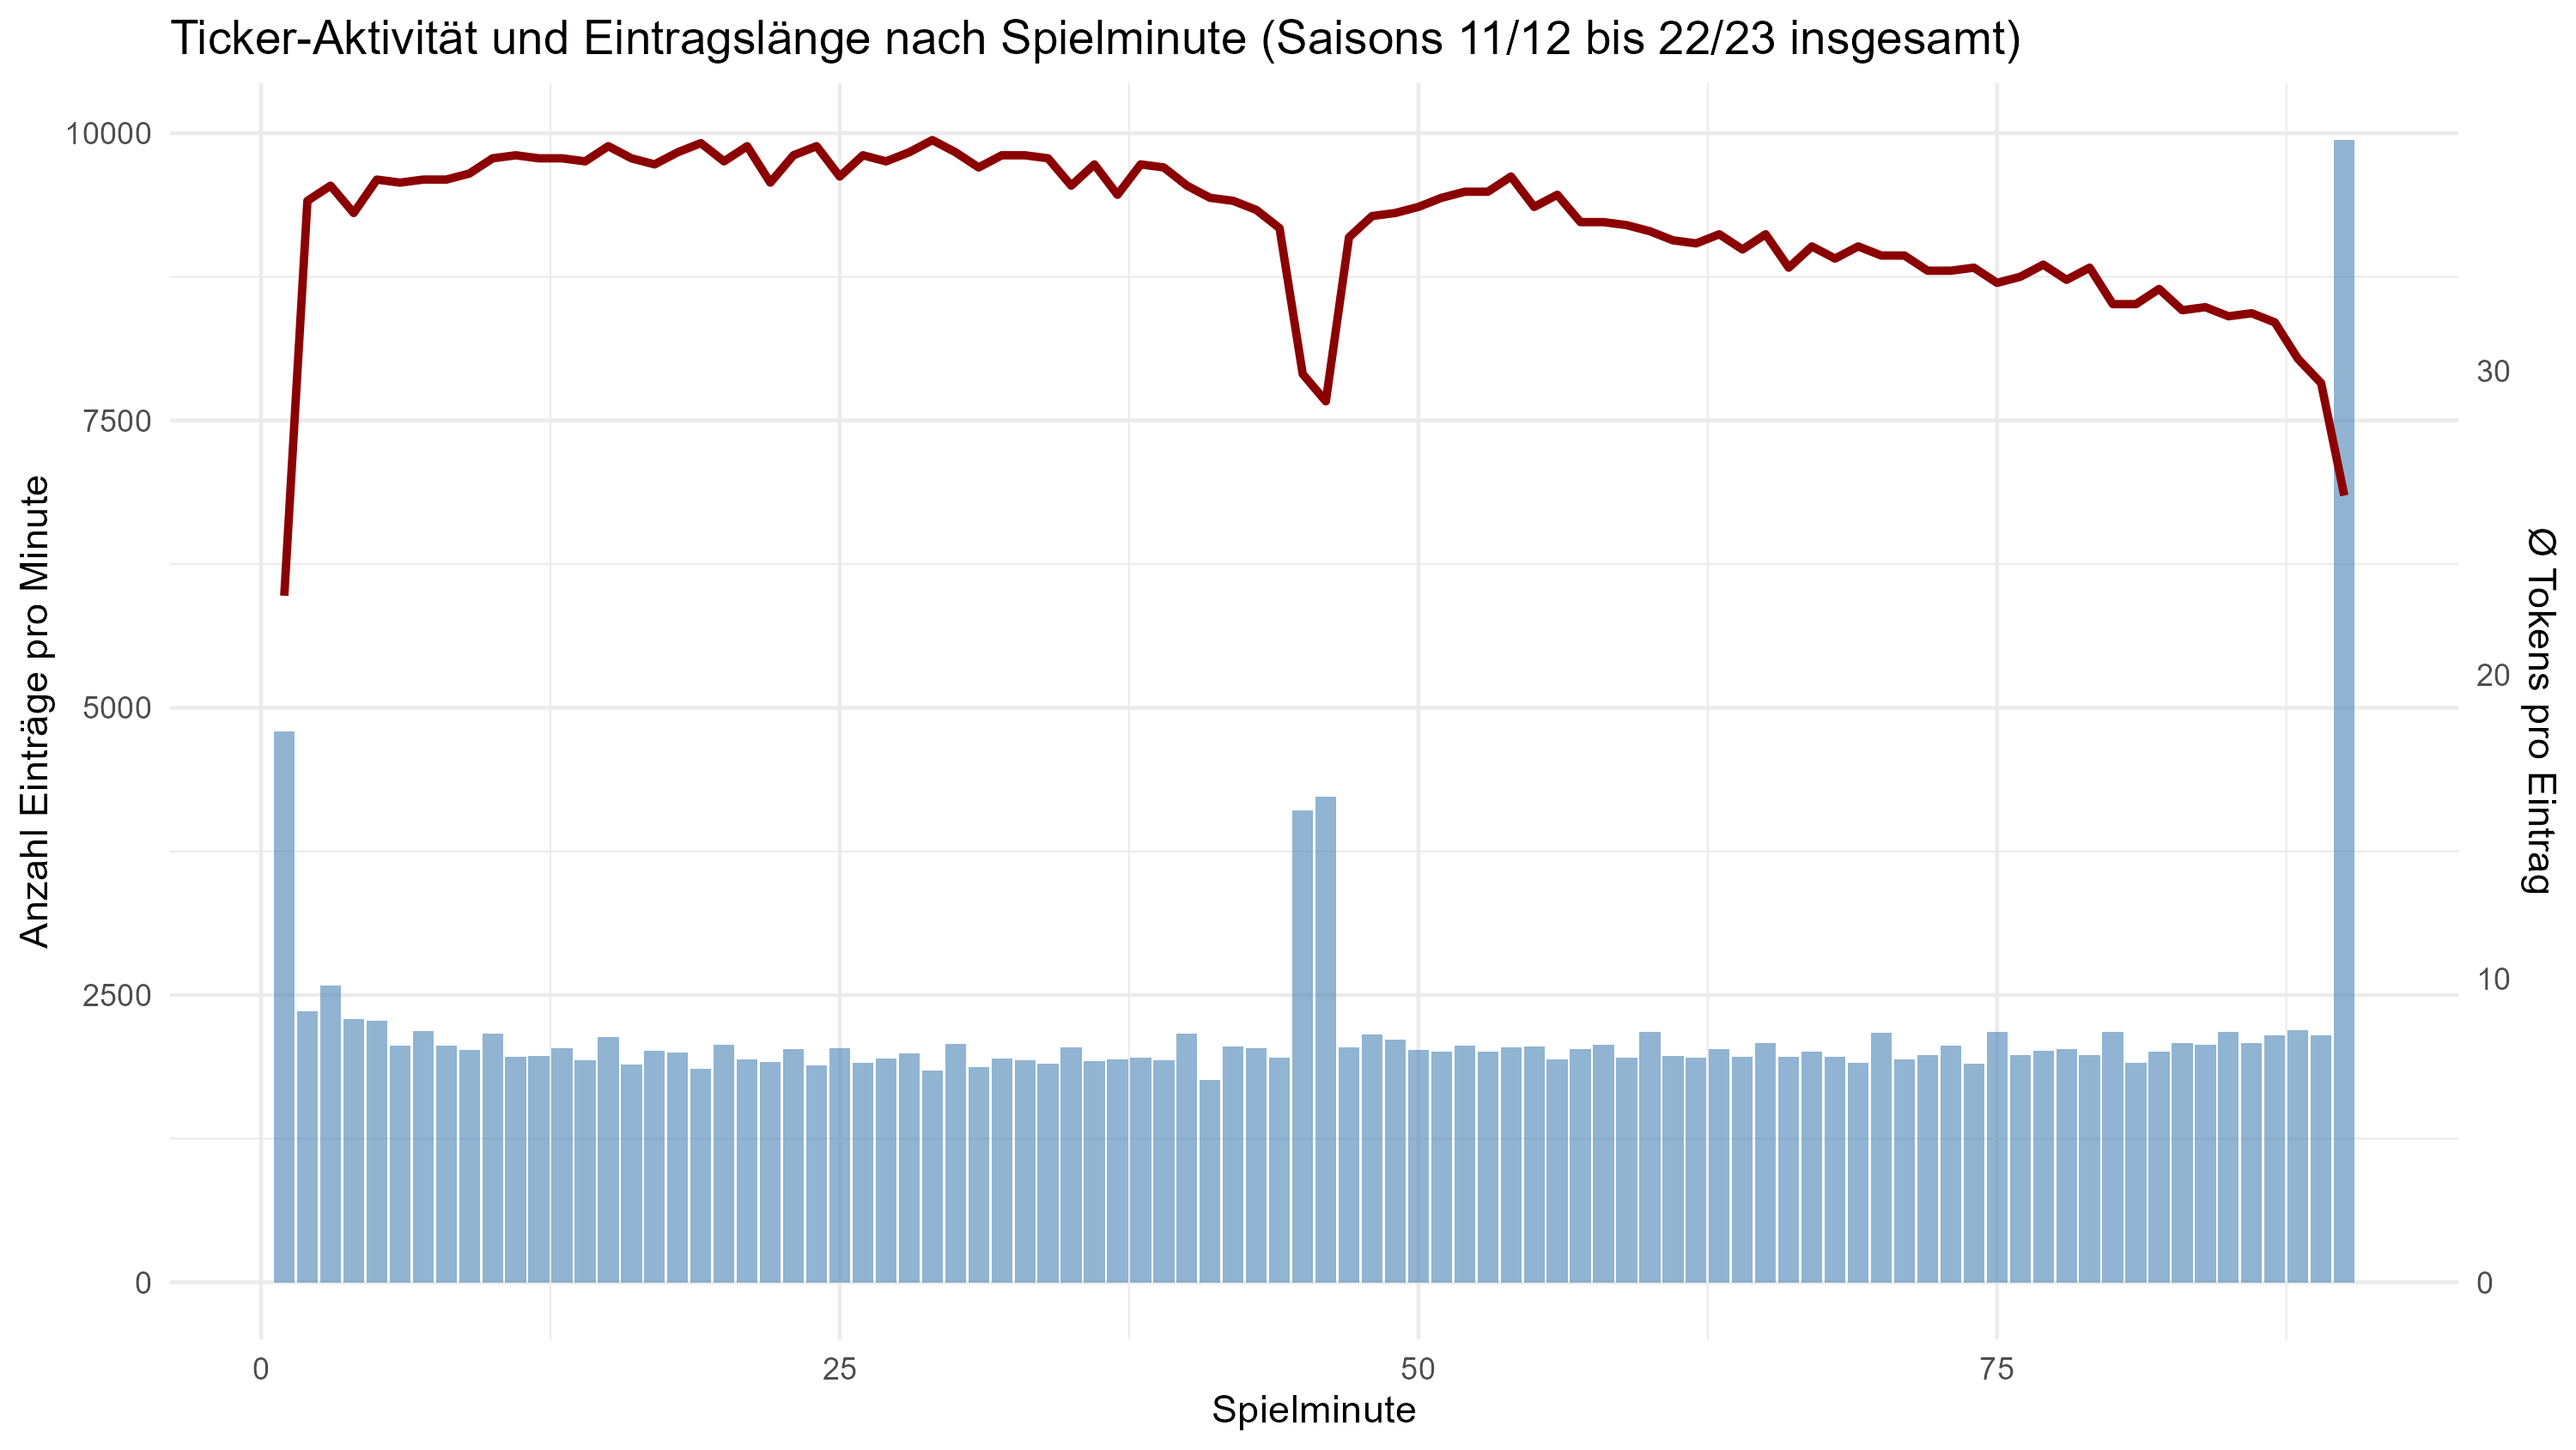 Ticker-Aktivität und Eintragslänge nach Spielminute (Saisons 11/12 bis 22/23 insgesamt)
Anzahl Einträge pro Minute
10000
7500
5000
2500
0
30
20
10
0
Ø Tokens pro Eintrag
0 25 50 75
Spielminute